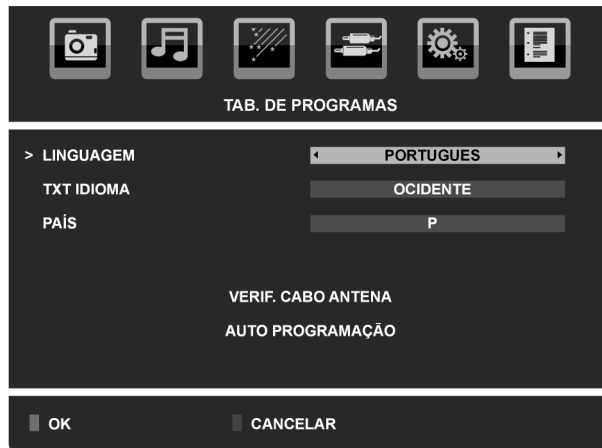 TAB. DE PROGRAMAS
> LINGUAGEM PORTUGUES
TXT IDIOMA OCIDENTE
PAÍS P
VERIF. CABO ANTENA
AUTO PROGRAMAÇÃO
OK CANCELAR